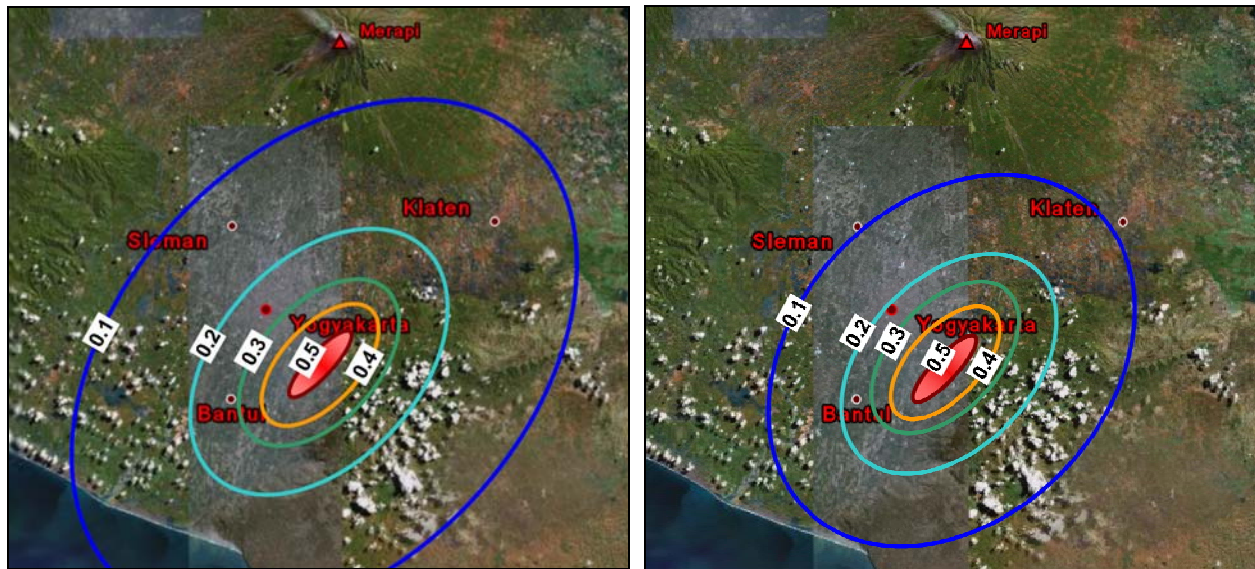 Merapi
Klaten
Sleman
0.1
0.2
0.3
0.5
0.4
Yogyakarta
Bantul
Merapi
Klaten
Sleman
0.1
0.2
0.3
0.5
0.4
Yogyakarta
Bantul